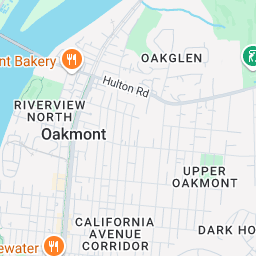 OAKGLEN
nt Bakery
Hulton Rd
RIVERVIEW
NORTH
Oakmont
UPPER
OAKMONT
CALIFORNIA
AVENUE
CORRIDOR
DARK HO
ewater